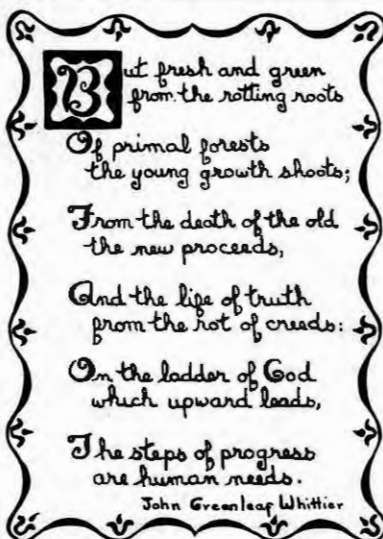 But fresh and green
from the rotting roots
Of primal forests
the young growth shoots;
From the death of the old
the new proceeds,
And the life of truth
from the rot of creeds:
On the ladder of God
which upward leads,
The steps of progress
are human needs.
John Greenleaf Whittier